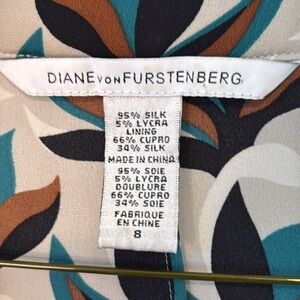 DIANE VON FURSTENBERG
95% SILK
5% LYCRA
LINING
66% CUPRO
34% SILK
MADE IN CHINA
95% SOIE
5% LYCRA
DOUBLURE
66% CUPRO
34% SOIE
FABRIQUE
EN CHINE
8